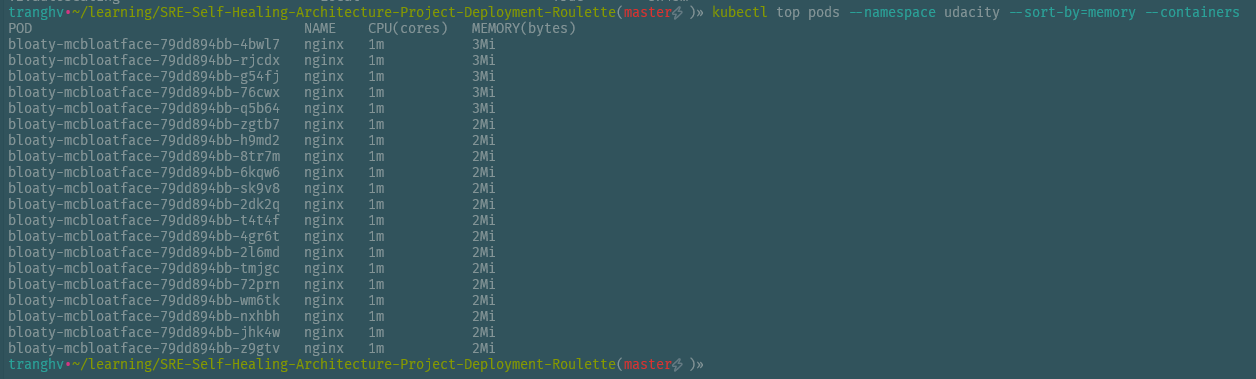 tranghv•~/learning/SRE-Self-Healing-Architecture-Project-Deployment-Roulette(master⚡)» kubectl top pods --namespace udacity --sort-by=memory --containers
POD NAME CPU(cores) MEMORY(bytes)
bloaty-mcbloatface-79dd894bb-4bwl7 nginx 1m 3Mi
bloaty-mcbloatface-79dd894bb-rjcdx nginx 1m 3Mi
bloaty-mcbloatface-79dd894bb-g54fj nginx 1m 3Mi
bloaty-mcbloatface-79dd894bb-76cwx nginx 1m 3Mi
bloaty-mcbloatface-79dd894bb-q5b64 nginx 1m 3Mi
bloaty-mcbloatface-79dd894bb-zgtb7 nginx 1m 2Mi
bloaty-mcbloatface-79dd894bb-h9md2 nginx 1m 2Mi
bloaty-mcbloatface-79dd894bb-8tr7m nginx 1m 2Mi
bloaty-mcbloatface-79dd894bb-6kqw6 nginx 1m 2Mi
bloaty-mcbloatface-79dd894bb-sk9v8 nginx 1m 2Mi
bloaty-mcbloatface-79dd894bb-2dk2q nginx 1m 2Mi
bloaty-mcbloatface-79dd894bb-t4t4f nginx 1m 2Mi
bloaty-mcbloatface-79dd894bb-4gr6t nginx 1m 2Mi
bloaty-mcbloatface-79dd894bb-2l6md nginx 1m 2Mi
bloaty-mcbloatface-79dd894bb-tmjgc nginx 1m 2Mi
bloaty-mcbloatface-79dd894bb-72prn nginx 1m 2Mi
bloaty-mcbloatface-79dd894bb-wm6tk nginx 1m 2Mi
bloaty-mcbloatface-79dd894bb-nxhbh nginx 1m 2Mi
bloaty-mcbloatface-79dd894bb-jhk4w nginx 1m 2Mi
bloaty-mcbloatface-79dd894bb-z9gtv nginx 1m 2Mi
tranghv•~/learning/SRE-Self-Healing-Architecture-Project-Deployment-Roulette(master⚡)»